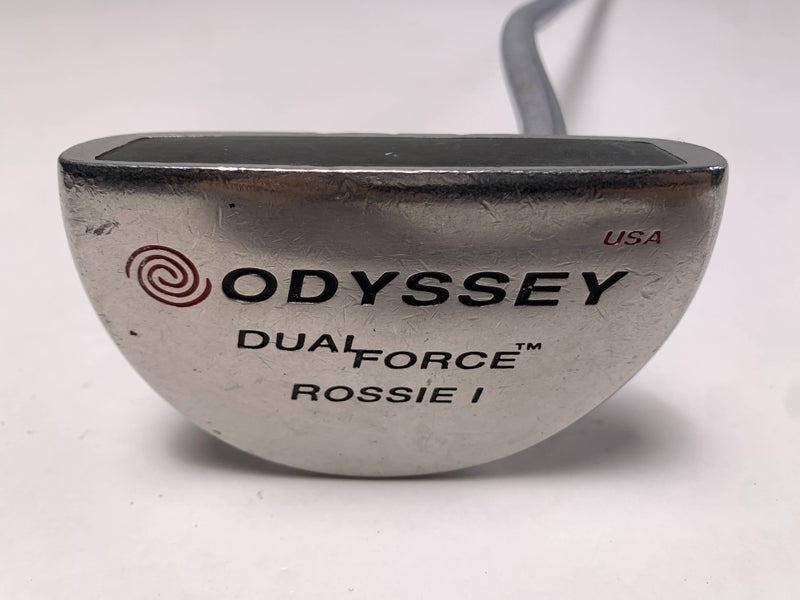 USA
ODYSSEY
DUAL FORCE™
ROSSIE I